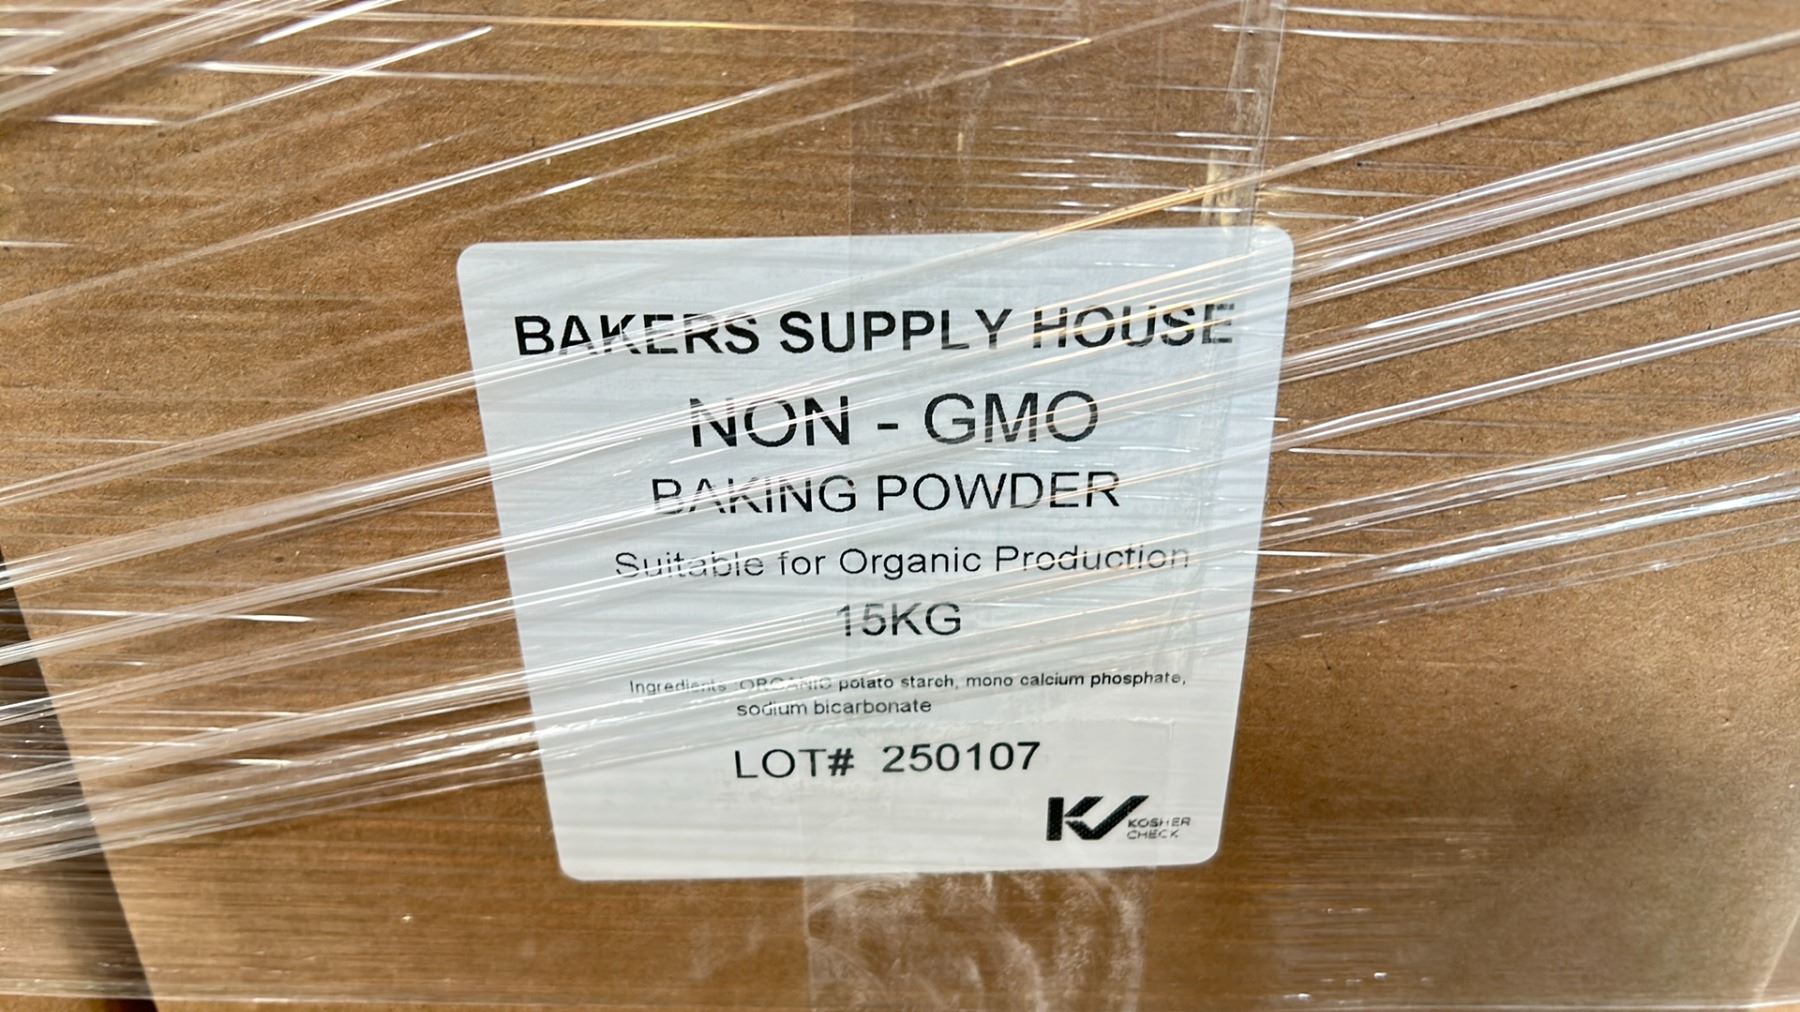 BAKERS SUPPLY HOUSE
NON - GMO
BAKING POWDER
Suitable for Organic Production
15KG
Ingredients :ORGANIC potato starch, mono calcium phosphate,
sodium bicarbonate
LOT# 250107
KV KOSHER
CHECK